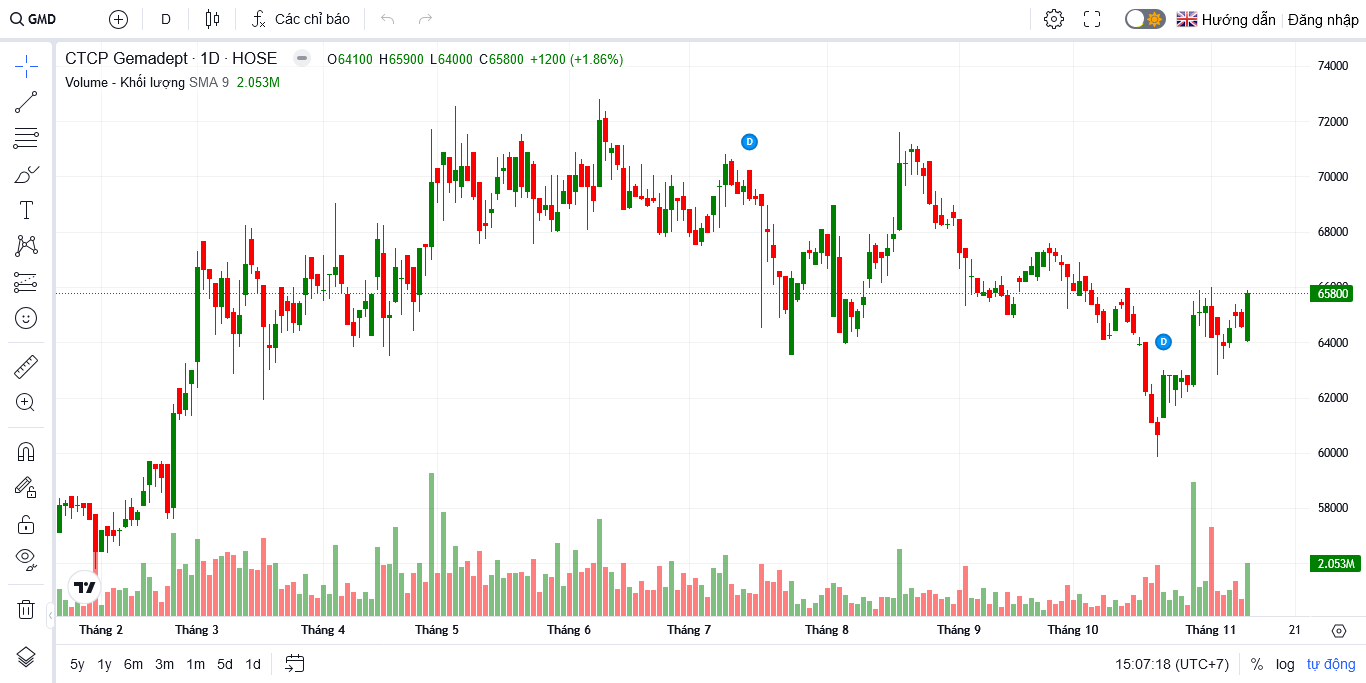 GMD D Các chỉ báo Hướng dẫn Đăng nhập
CTCP Gemadept · 1D · HOSE O64100 H65900 L64000 C65800 +1200 (+1.86%)
Volume - Khối lượng SMA 9 2.053M
74000
72000
D
70000
68000
66000
65800
64000
D
62000
60000
58000
2.053M
Tháng 2 Tháng 3 Tháng 4 Tháng 5 Tháng 6 Tháng 7 Tháng 8 Tháng 9 Tháng 10 Tháng 11 21
5y 1y 6m 3m 1m 5d 1d 15:07:18 (UTC+7) % log tự động